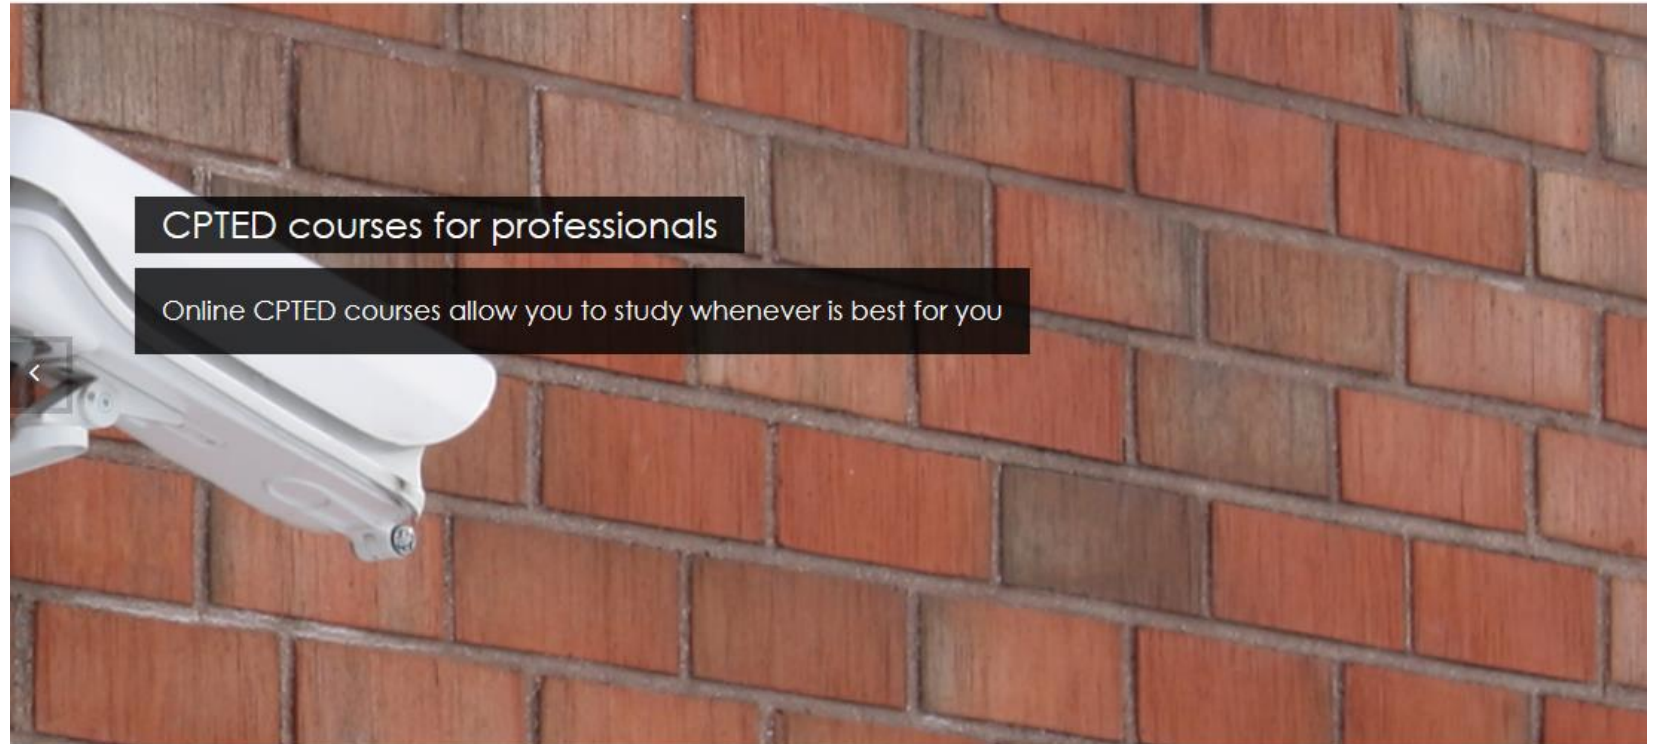 CPTED courses for professionals
Online CPTED courses allow you to study whenever is best for you